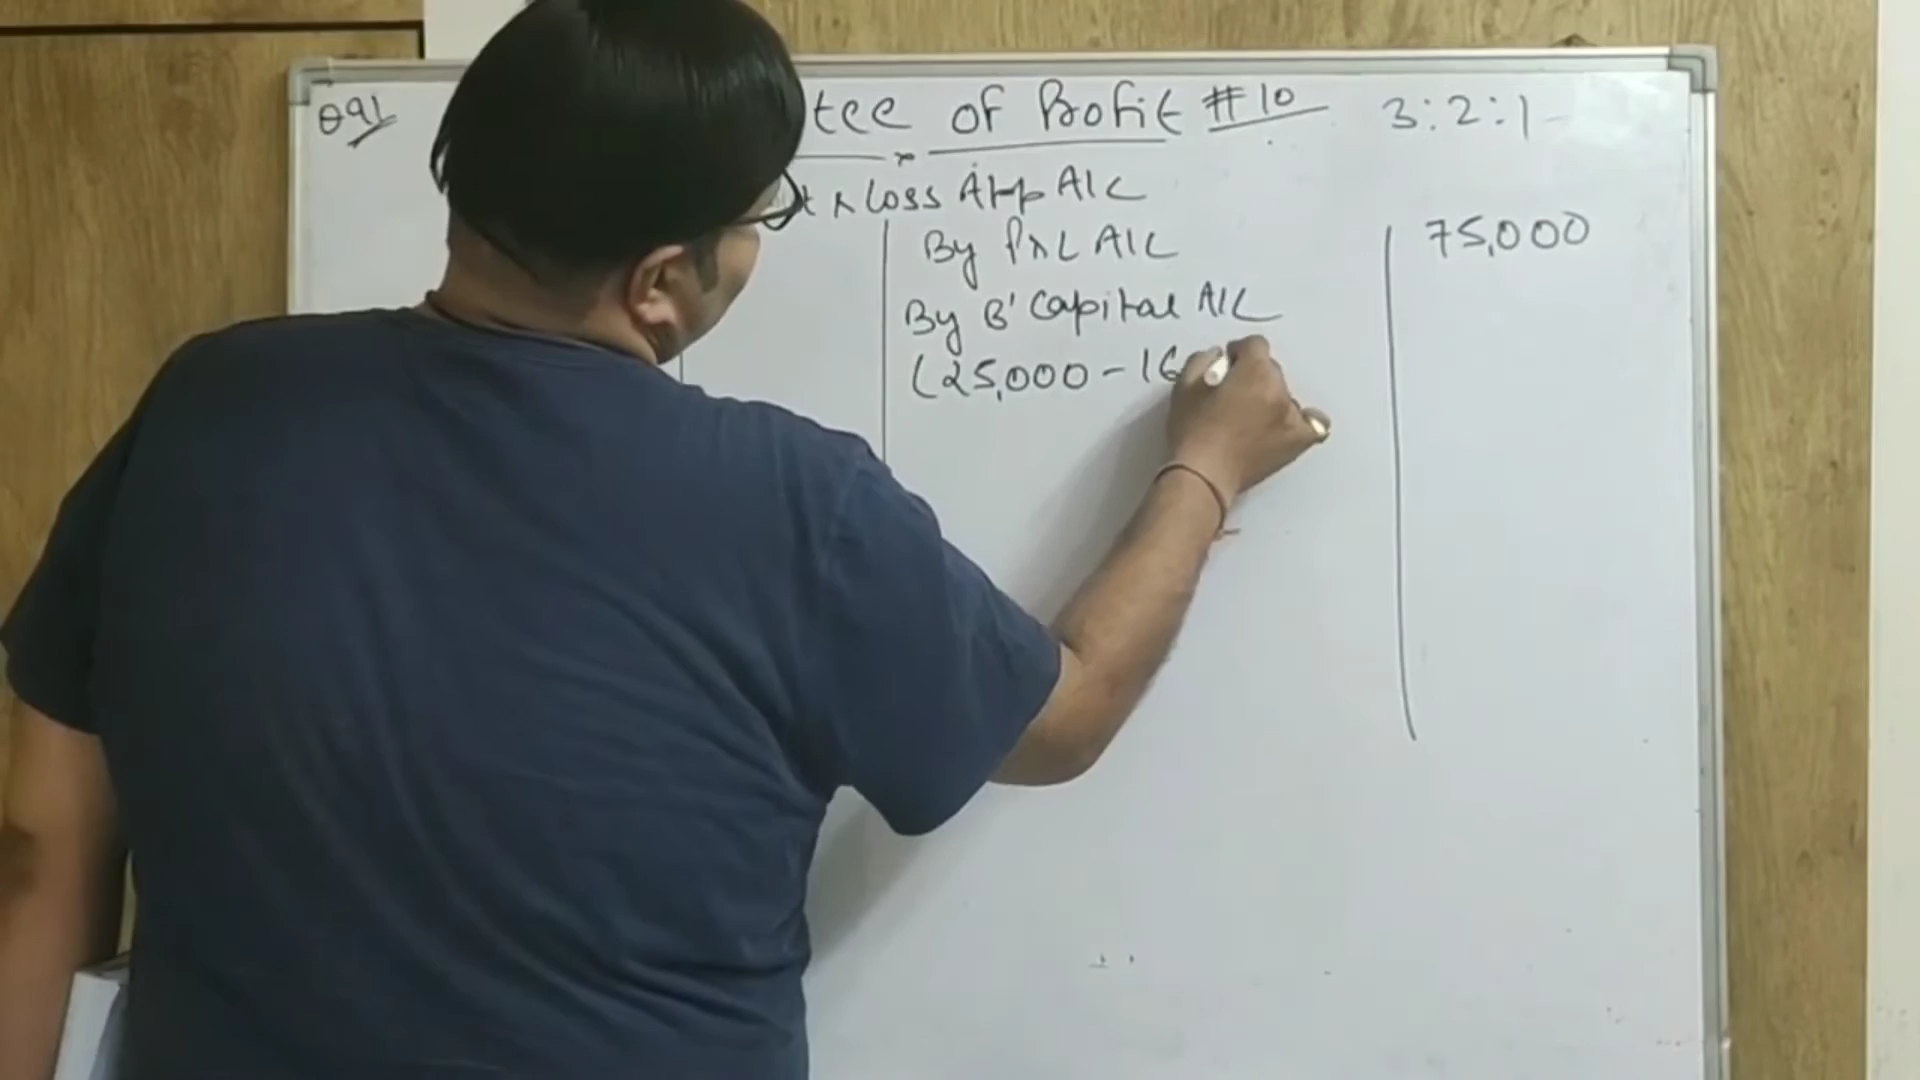 Q91
tee of Profit #10 3:2:1
t & Loss App A/C
By P&L A/C 75,000
By B' Capital A/C
(25,000 - 16